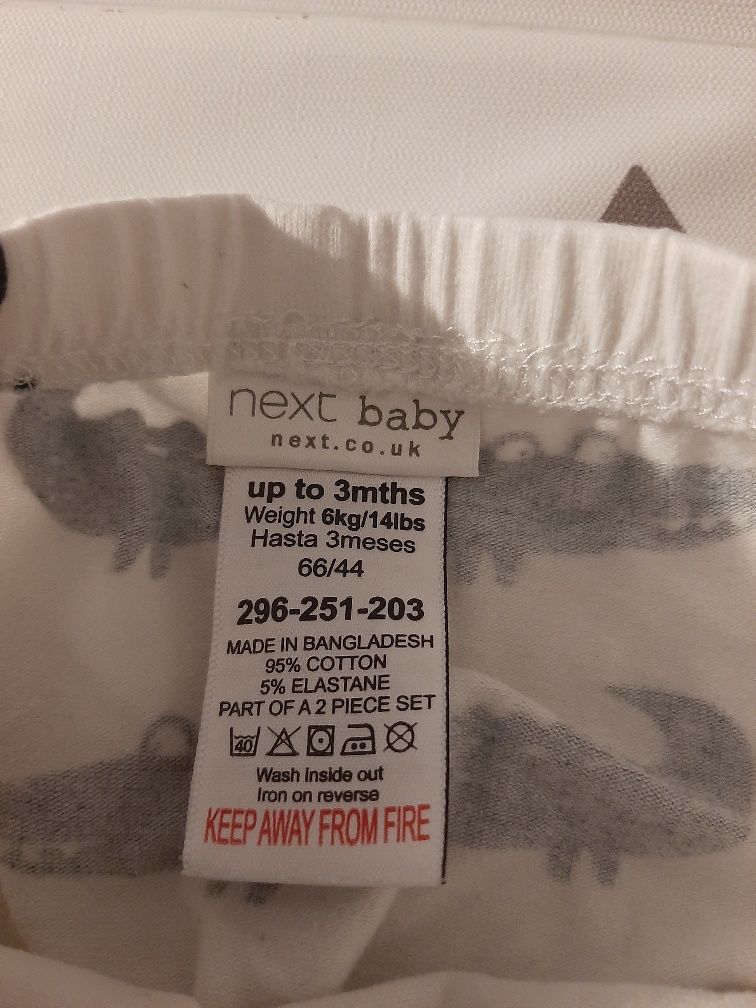 next baby
next.co.uk
up to 3mths
Weight 6kg/14lbs
Hasta 3meses
66/44
296-251-203
MADE IN BANGLADESH
95% COTTON
5% ELASTANE
PART OF A 2 PIECE SET
40
Wash inside out
Iron on reverse
KEEP AWAY FROM FIRE